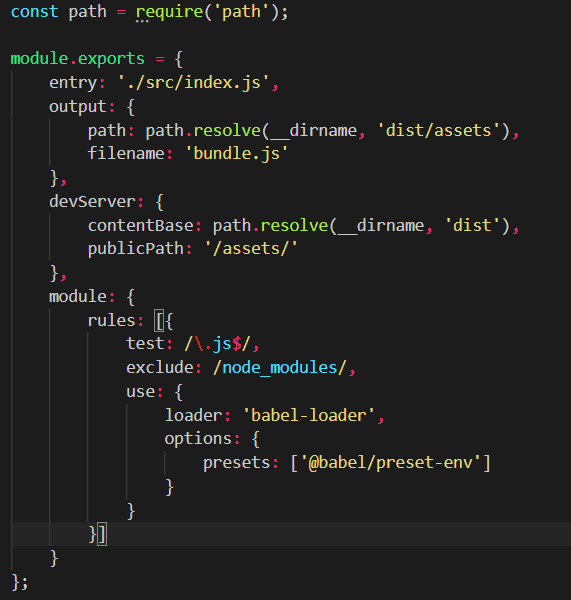 const path = require('path');

module.exports = {
    entry: './src/index.js',
    output: {
        path: path.resolve(__dirname, 'dist/assets'),
        filename: 'bundle.js'
    },
    devServer: {
        contentBase: path.resolve(__dirname, 'dist'),
        publicPath: '/assets/'
    },
    module: {
        rules: [{
            test: /\.js$/,
            exclude: /node_modules/,
            use: {
                loader: 'babel-loader',
                options: {
                    presets: ['@babel/preset-env']
                }
            }
        }]
    }
};